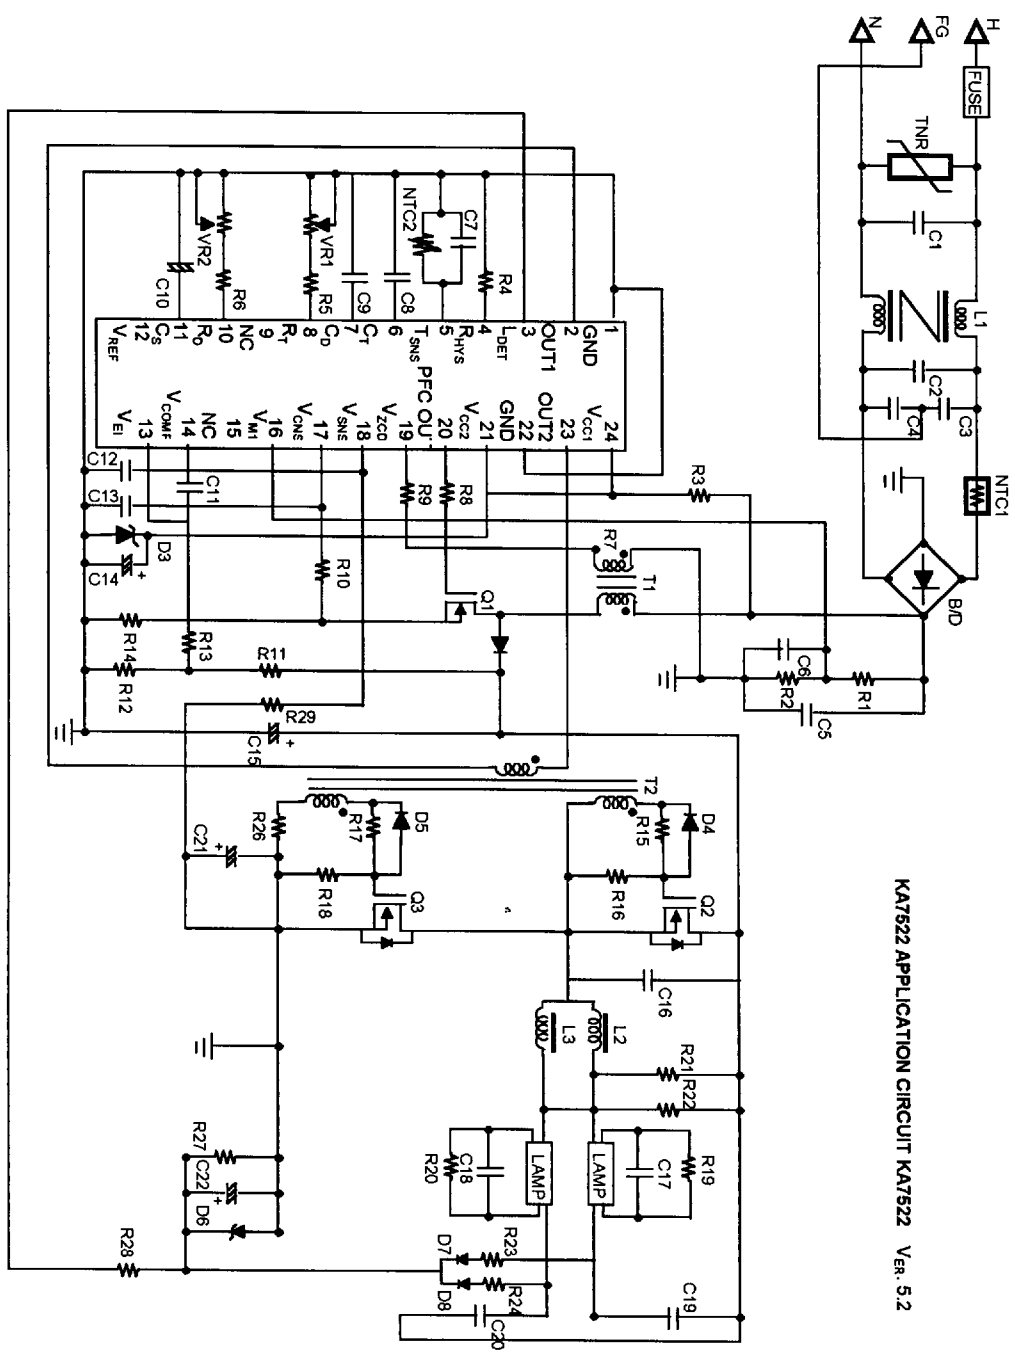 KA7522 APPLICATION CIRCUIT KA7522 VER. 5.2
H
FG
N
FUSE
TNR
C1
L1
C2
C3
C4
NTC1
B/D
R1
R2
C6
C5
R3
R7
T1
R9
R8
Q1
C7
NTC2
R4
C8
C9
VR1
R5
VR2
R6
C10
1
2
3
4
5
6
7
8
9
10
11
12
GND
OUT1
LDET
RHYS
TSNS
CT
CD
RT
NC
RD
CS
VREF
24
23
22
21
20
19
18
17
16
15
14
13
VCC1
OUT2
GND
VCC2
PFC OU
VZCD
VSNS
VCNS
VM1
NC
VCOMF
VEI
C12
C13
C11
D3
C14
+
R10
R14
R13
R12
R11
R29
C15
+
T2
R15
D4
R16
Q2
R17
D5
R18
Q3
R26
C21
+
C16
L2
L3
R21
R22
LAMP
LAMP
C17
R19
C18
R20
R23
R24
D7
D8
C19
C20
R27
C22
+
D6
R28